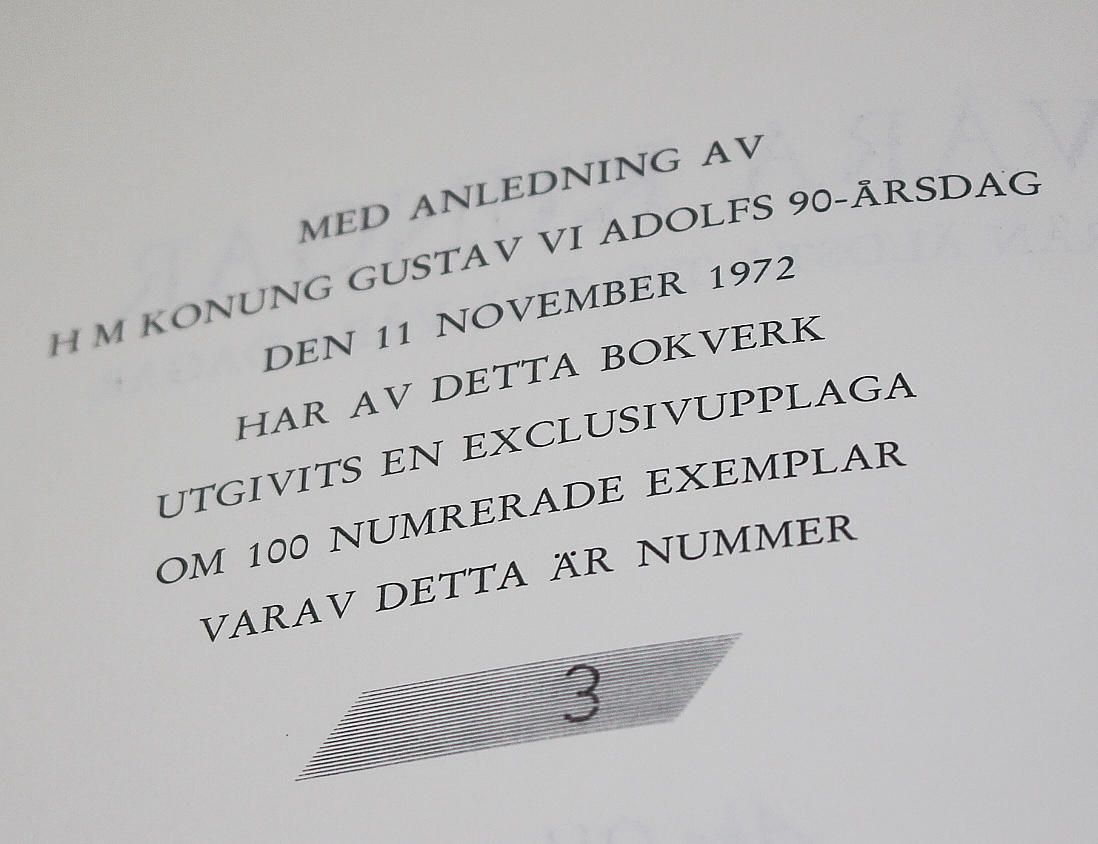 MED ANLEDNING AV
H M KONUNG GUSTAV VI ADOLFS 90-ÅRSDAG
DEN 11 NOVEMBER 1972
HAR AV DETTA BOKVERK
UTGIVITS EN EXCLUSIVUPPLAGA
OM 100 NUMRERADE EXEMPLAR
VARAV DETTA ÄR NUMMER
3